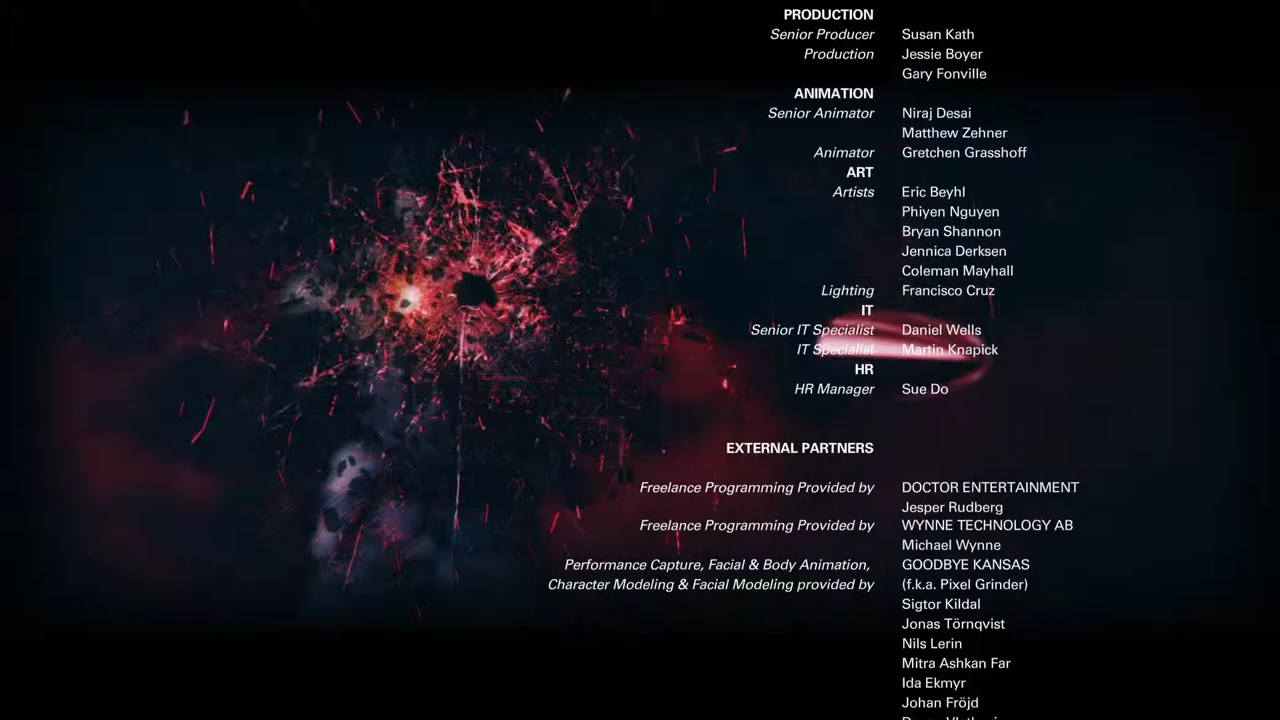 PRODUCTION
Senior Producer Susan Kath
Production Jessie Boyer
Gary Fonville
ANIMATION
Senior Animator Niraj Desai
Matthew Zehner
Animator Gretchen Grasshoff
ART
Artists Eric Beyhl
Phiyen Nguyen
Bryan Shannon
Jennica Derksen
Coleman Mayhall
Lighting Francisco Cruz
IT
Senior IT Specialist Daniel Wells
IT Specialist Martin Knapick
HR
HR Manager Sue Do
EXTERNAL PARTNERS
Freelance Programming Provided by DOCTOR ENTERTAINMENT
Jesper Rudberg
Freelance Programming Provided by WYNNE TECHNOLOGY AB
Michael Wynne
Performance Capture, Facial & Body Animation, GOODBYE KANSAS
Character Modeling & Facial Modeling provided by (f.k.a. Pixel Grinder)
Sigtor Kildal
Jonas Törnqvist
Nils Lerin
Mitra Ashkan Far
Ida Ekmyr
Johan Fröjd